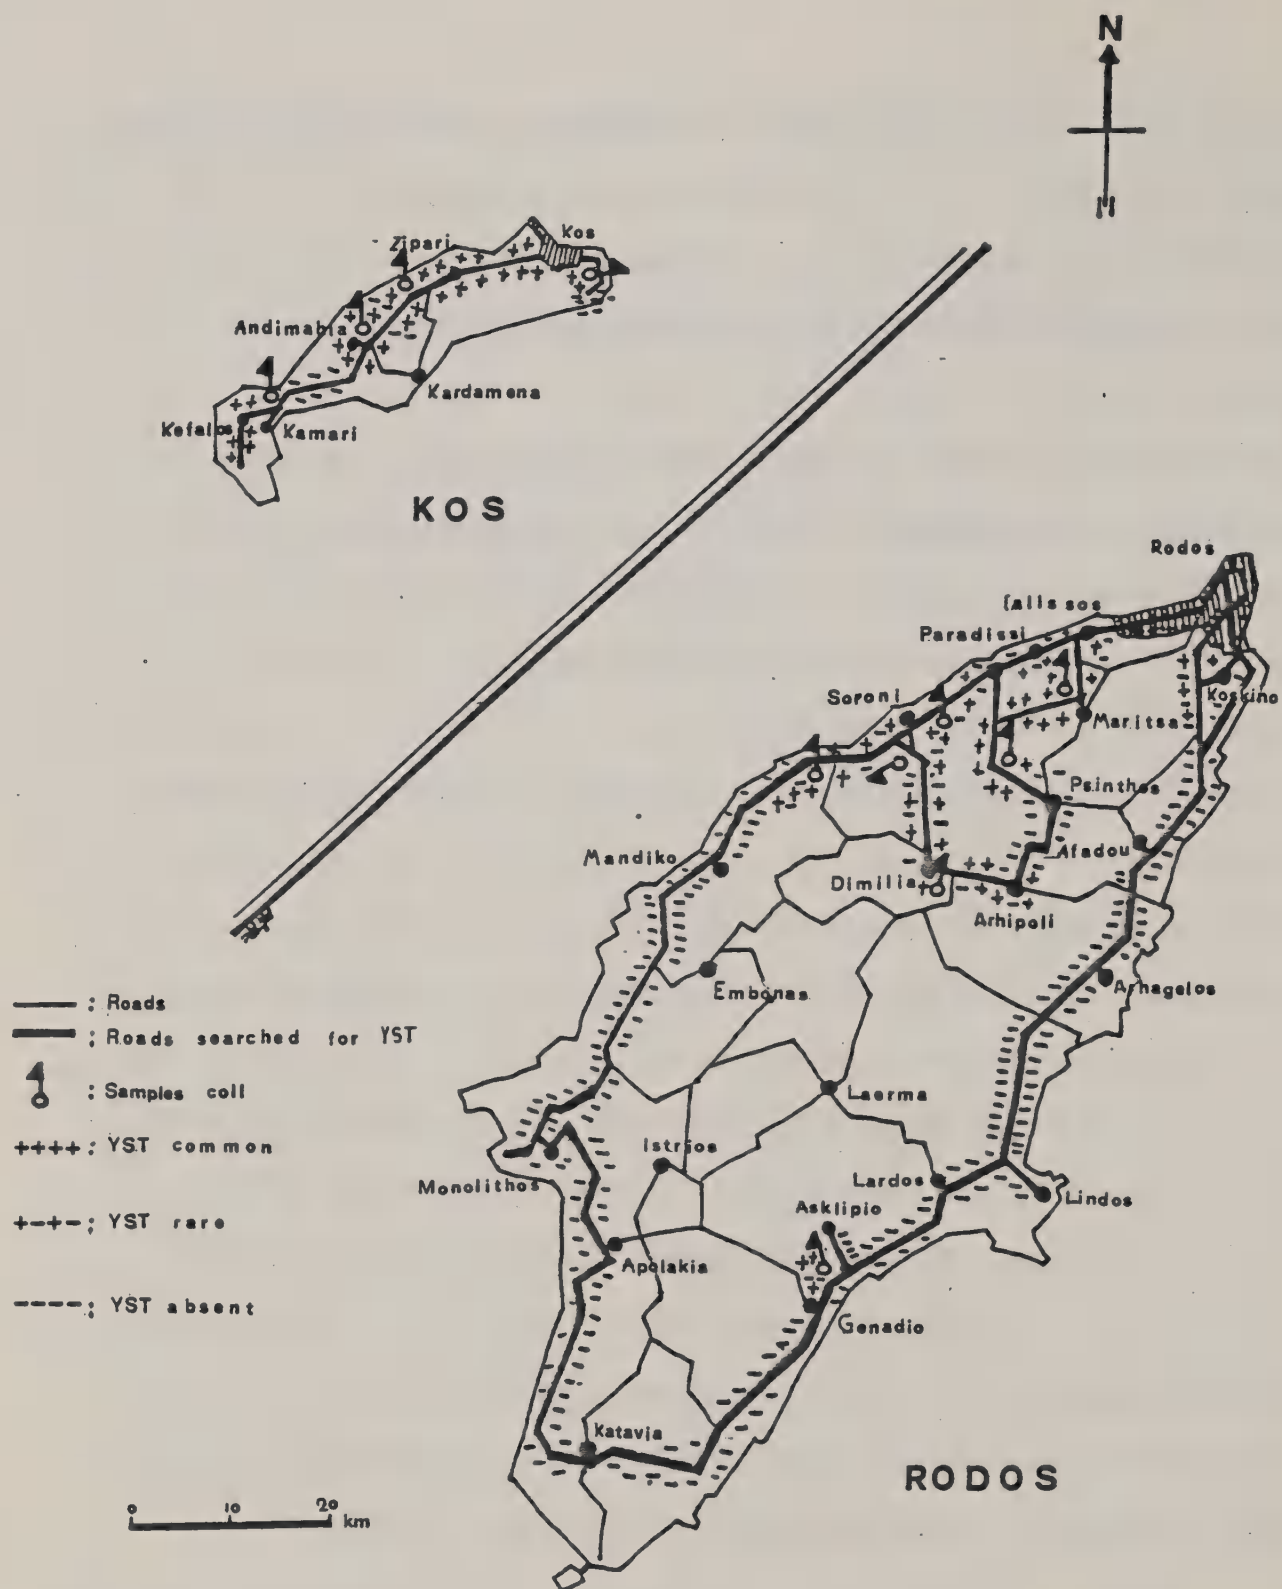 N
Kos
Zipari
Andimahia
Kardamena
Kefalos
Kamari
KOS
Rodos
Ialissos
Paradissi
Koskino
Soroni
Maritsa
Psinthos
Mandiko
Afadou
Dimilia
Arhipoli
Embonas
Arhagelos
: Roads
: Roads searched for YST
: Samples coll
++++: YST common
+-+-: YST rare
----: YST absent
Laerma
Istrios
Monolithos
Lardos
Lindos
Asklipio
Apolakia
Genadio
Katavia
RODOS
0 10 20
km